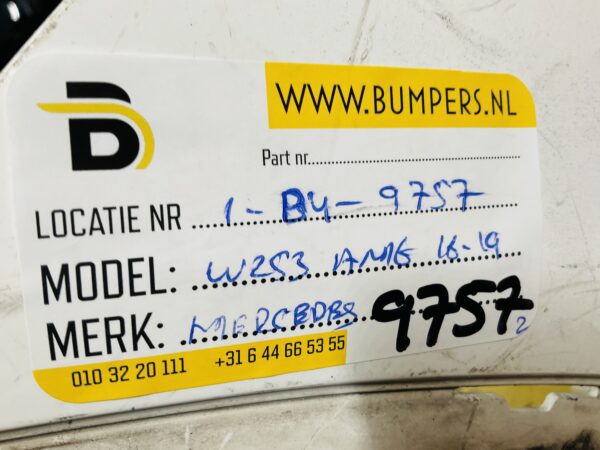 WWW.BUMPERS.NL
B
Part nr.
LOCATIE NR 1-B4-9757
MODEL: W253 AMG 16-19
MERK: MERCEDES 9757 2
010 32 20 111 +31 6 44 66 53 55